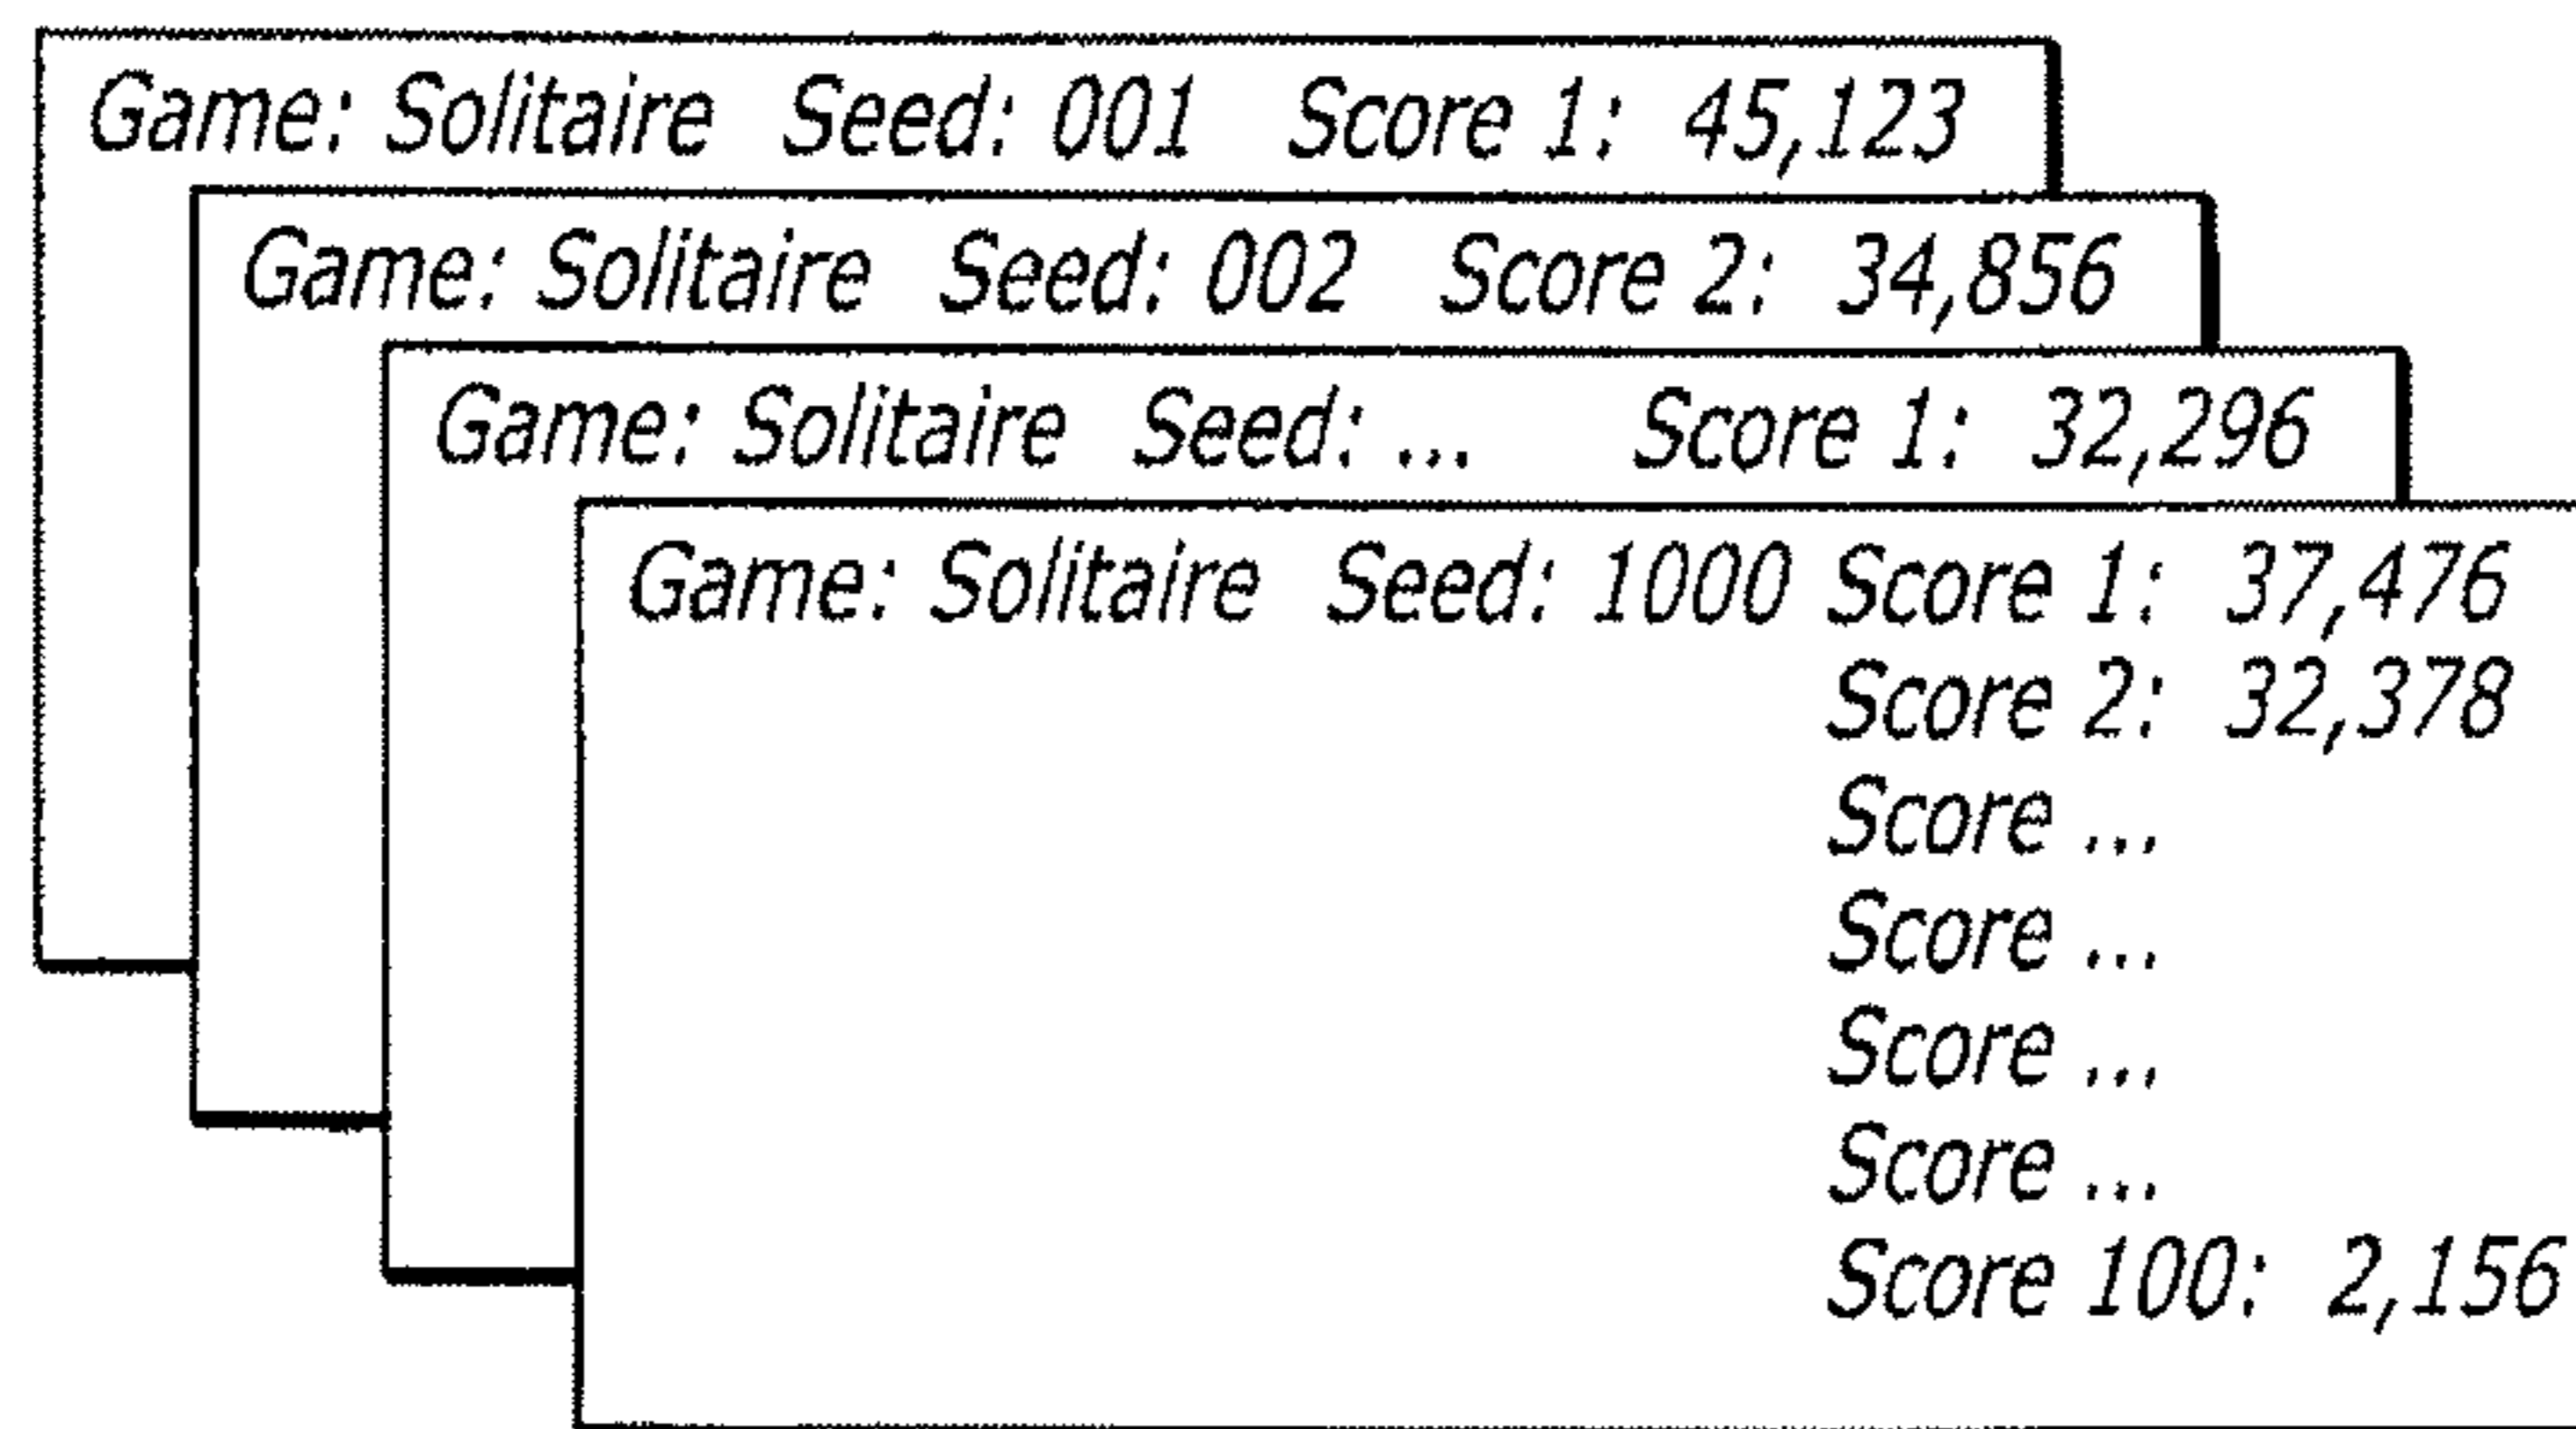 Game: Solitaire Seed: 001 Score 1: 45,123
Game: Solitaire Seed: 002 Score 2: 34,856
Game: Solitaire Seed: ... Score 1: 32,296
Game: Solitaire Seed: 1000 Score 1: 37,476
Score 2: 32,378
Score ...
Score ...
Score ...
Score ...
Score 100: 2,156